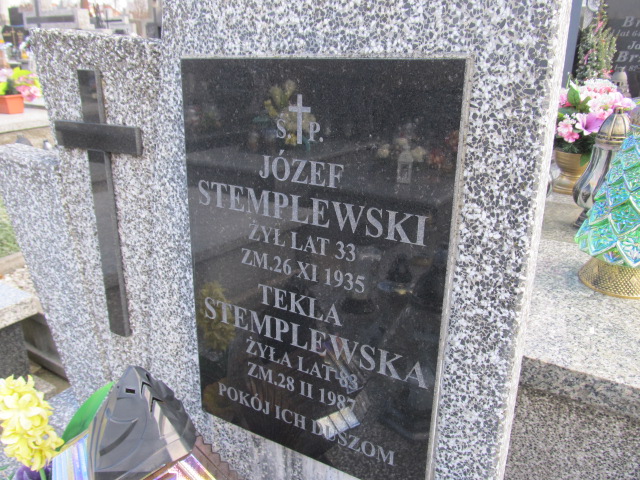 Ś P.
JÓZEF
STEMPLEWSKI
ŻYŁ LAT 33
ZM.26 XI 1935
TEKLA
STEMPLEWSKA
ŻYŁA LAT 83
ZM.28 II 1987
POKÓJ ICH DUSZOM